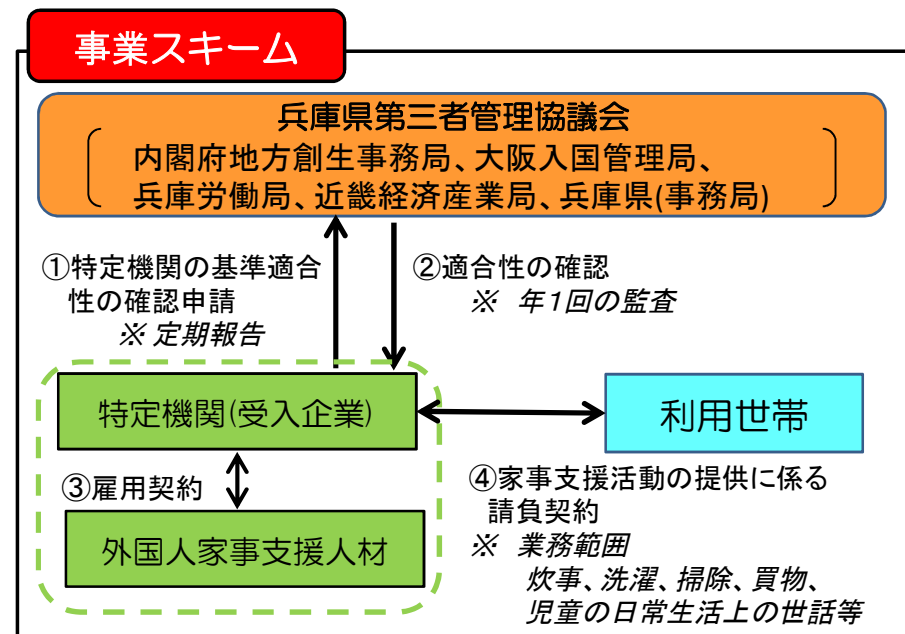 事業スキーム
兵庫県第三者管理協議会
内閣府地方創生事務局、大阪入国管理局、
兵庫労働局、近畿経済産業局、兵庫県(事務局)
①特定機関の基準適合
性の確認申請
※ 定期報告
②適合性の確認
※ 年1回の監査
特定機関(受入企業)
利用世帯
③雇用契約
外国人家事支援人材
④家事支援活動の提供に係る
請負契約
※ 業務範囲
炊事、洗濯、掃除、買物、
児童の日常生活上の世話等